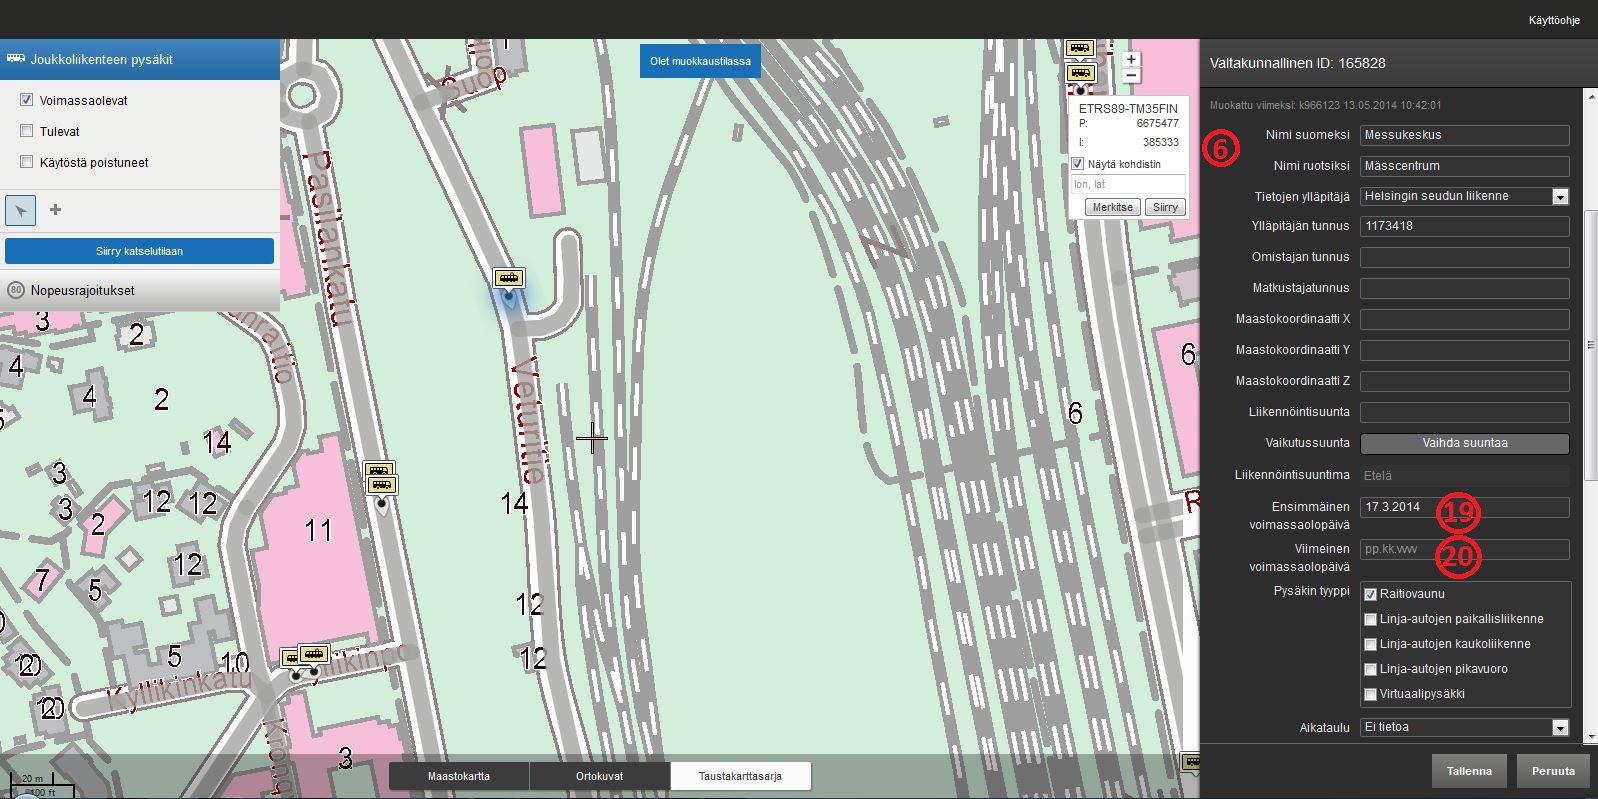 Käyttöohje
Joukkoliikenteen pysäkit
Voimassaolevat
Tulevat
Käytöstä poistuneet
Siirry katselutilaan
80 Nopeusrajoitukset
Olet muokkaustilassa
+
−
ETRS89-TM35FIN
P: 6675477
I: 385333
Näytä kohdistin
lon, lat
Merkitse Siirry
Pasilankatu
Veturitie
Kyllikinkatu
3
2
4
4
2
14
3
3
12
12
2
11
14
12
7
5
12
12
5
10
20
20
3
6
6
R
20 m
100 ft
Maastokartta
Ortokuvat
Taustakarttasarja
Valtakunnallinen ID: 165828
Muokattu viimeksi: k966123 13.05.2014 10:42:01
6
Nimi suomeksi Messukeskus
Nimi ruotsiksi Mässcentrum
Tietojen ylläpitäjä Helsingin seudun liikenne
Ylläpitäjän tunnus 1173418
Omistajan tunnus
Matkustajatunnus
Maastokoordinaatti X
Maastokoordinaatti Y
Maastokoordinaatti Z
Liikennöintisuunta
Vaikutussuunta Vaihda suuntaa
Liikennöintisuuntima Etelä
Ensimmäinen
voimassaolopäivä 17.3.2014 19
Viimeinen
voimassaolopäivä pp.kk.vvvv 20
Pysäkin tyyppi
Raitiovaunu
Linja-autojen paikallisliikenne
Linja-autojen kaukoliikenne
Linja-autojen pikavuoro
Virtuaalipysäkki
Aikataulu Ei tietoa
Tallenna Peruuta